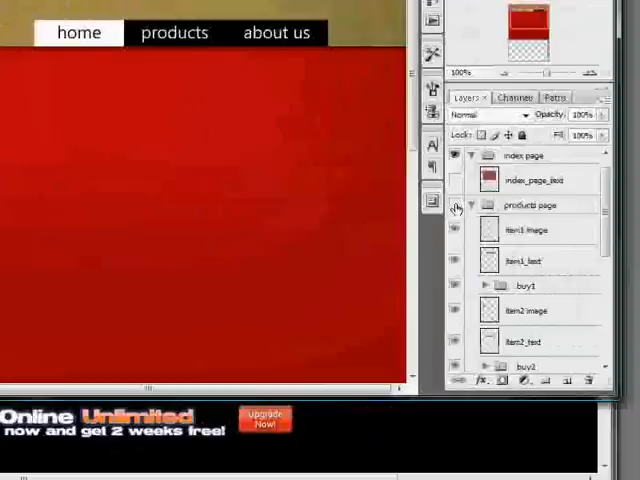 home products about us
100%
Layers × Channels Paths
Normal Opacity: 100%
Lock: Fill: 100%
index page
index_page_text
products page
item1 image
item1_text
buy1
item2 image
item2_text
buy2
Online Unlimited
now and get 2 weeks free!
Upgrade
Now!